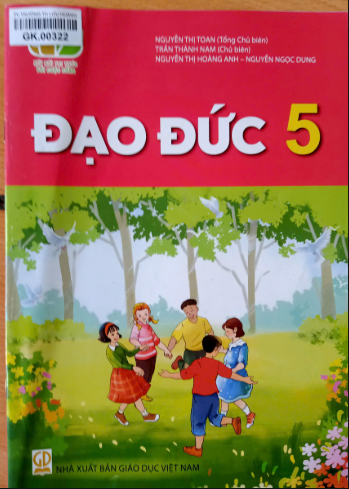 GK.00322
NGUYỄN THỊ TOAN (Tổng Chủ biên)
TRẦN THÀNH NAM (Chủ biên)
NGUYỄN THỊ HOÀNG ANH – NGUYỄN NGỌC DUNG
ĐẠO ĐỨC 5
GD
NHÀ XUẤT BẢN GIÁO DỤC VIỆT NAM